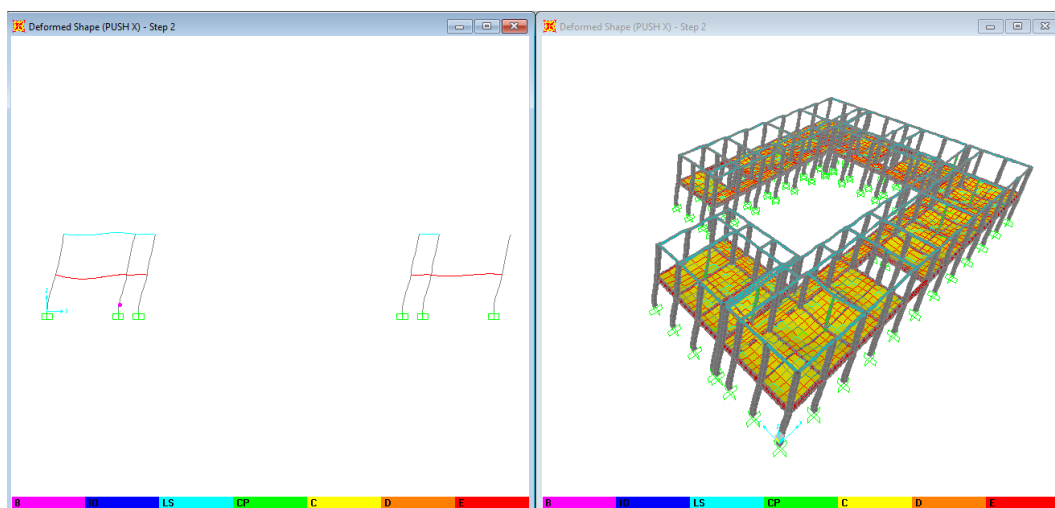 Deformed Shape (PUSH X) - Step 2
Deformed Shape (PUSH X) - Step 2
B IO LS CP C D E
B IO LS CP C D E